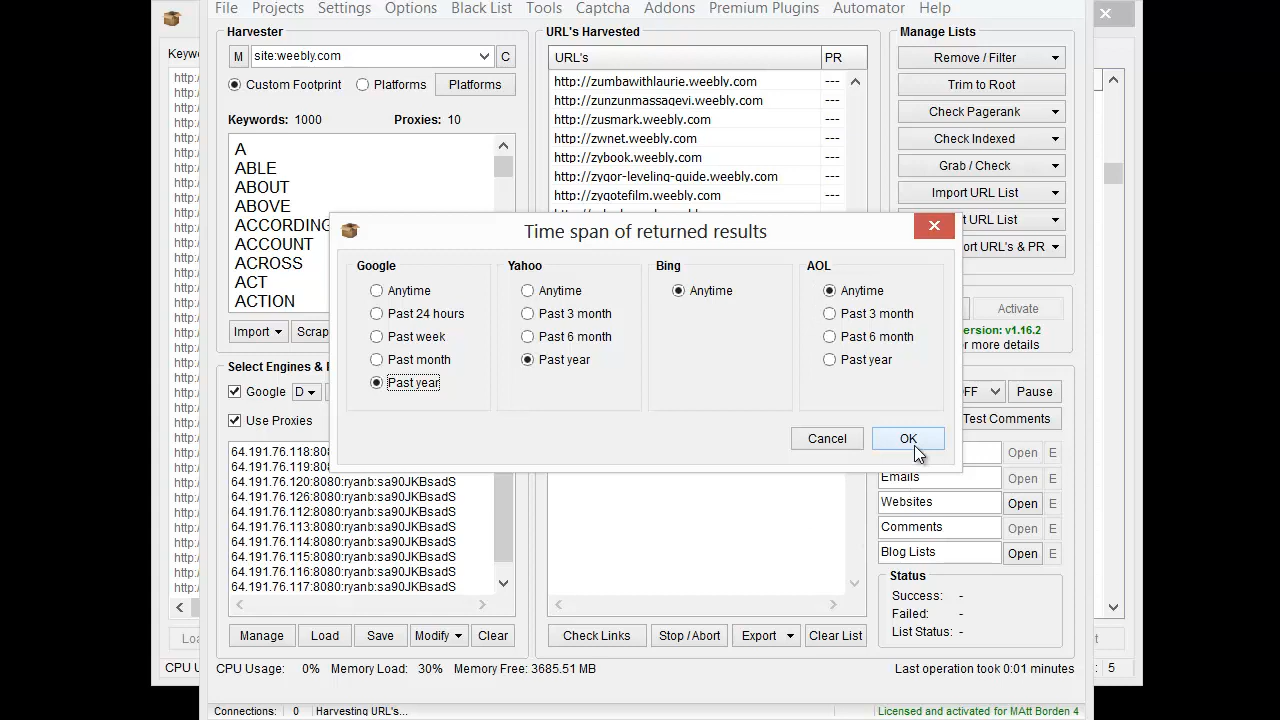 File Projects Settings Options Black List Tools Captcha Addons Premium Plugins Automator Help
Harvester
M site:weebly.com C
Custom Footprint Platforms Platforms
Keywords: 1000 Proxies: 10
A
ABLE
ABOUT
ABOVE
ACCORDING
ACCOUNT
ACROSS
ACT
ACTION
Import Scrap
Select Engines &
Google D
Use Proxies
64.191.76.118:80
64.191.76.119:80
64.191.76.120:8080:ryanb:sa90JKBsadS
64.191.76.126:8080:ryanb:sa90JKBsadS
64.191.76.112:8080:ryanb:sa90JKBsadS
64.191.76.113:8080:ryanb:sa90JKBsadS
64.191.76.114:8080:ryanb:sa90JKBsadS
64.191.76.115:8080:ryanb:sa90JKBsadS
64.191.76.116:8080:ryanb:sa90JKBsadS
64.191.76.117:8080:ryanb:sa90JKBsadS
Manage Load Save Modify Clear
URL's Harvested
URL's PR
http://zumbawithlaurie.weebly.com ---
http://zunzunmassagevi.weebly.com ---
http://zusmark.weebly.com ---
http://zwnet.weebly.com ---
http://zybook.weebly.com ---
http://zygor-leveling-guide.weebly.com ---
http://zygotefilm.weebly.com ---
Check Links Stop / Abort Export Clear List
Manage Lists
Remove / Filter
Trim to Root
Check Pagerank
Check Indexed
Grab / Check
Import URL List
URL List
ort URL's & PR
Activate
ersion: v1.16.2
r more details
FF Pause
Test Comments
Open E
Emails Open E
Websites Open E
Comments Open E
Blog Lists Open E
Status
Success: -
Failed: -
List Status: -
Time span of returned results
Google
Anytime
Past 24 hours
Past week
Past month
Past year
Yahoo
Anytime
Past 3 month
Past 6 month
Past year
Bing
Anytime
AOL
Anytime
Past 3 month
Past 6 month
Past year
Cancel OK
CPU Usage: 0% Memory Load: 30% Memory Free: 3685.51 MB Last operation took 0:01 minutes
Connections: 0 Harvesting URL's... Licensed and activated for MAtt Borden 4
Keyw
http:/
http:/
http:/
http:/
http:/
http:/
http:/
CPU U
: 5